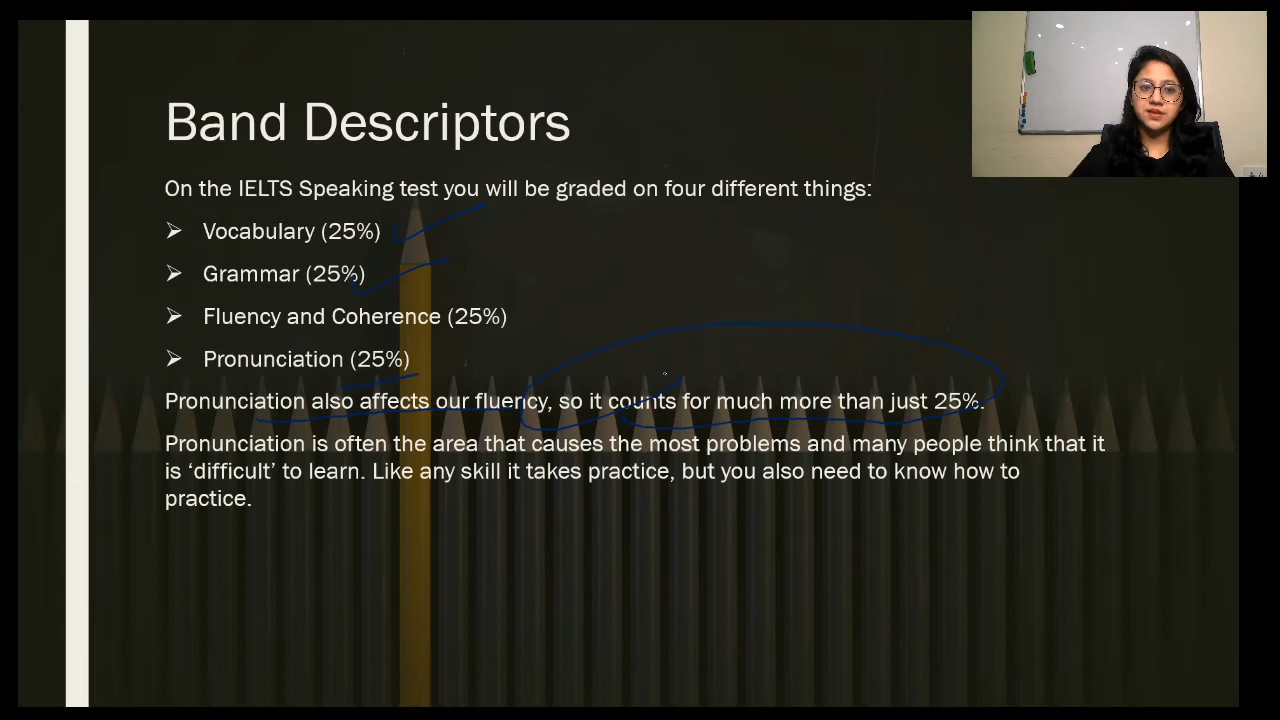 Band Descriptors
On the IELTS Speaking test you will be graded on four different things:
Vocabulary (25%)
Grammar (25%)
Fluency and Coherence (25%)
Pronunciation (25%)
Pronunciation also affects our fluency, so it counts for much more than just 25%.
Pronunciation is often the area that causes the most problems and many people think that it
is ‘difficult’ to learn. Like any skill it takes practice, but you also need to know how to
practice.